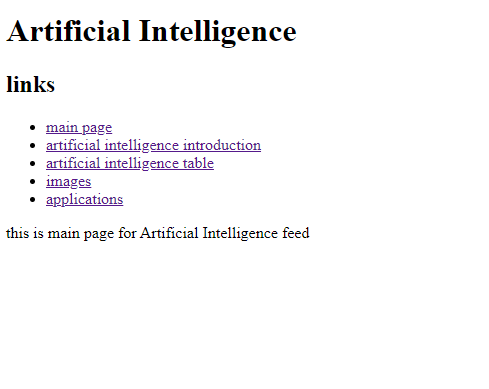 Artificial Intelligence
links
main page
artificial intelligence introduction
artificial intelligence table
images
applications
this is main page for Artificial Intelligence feed